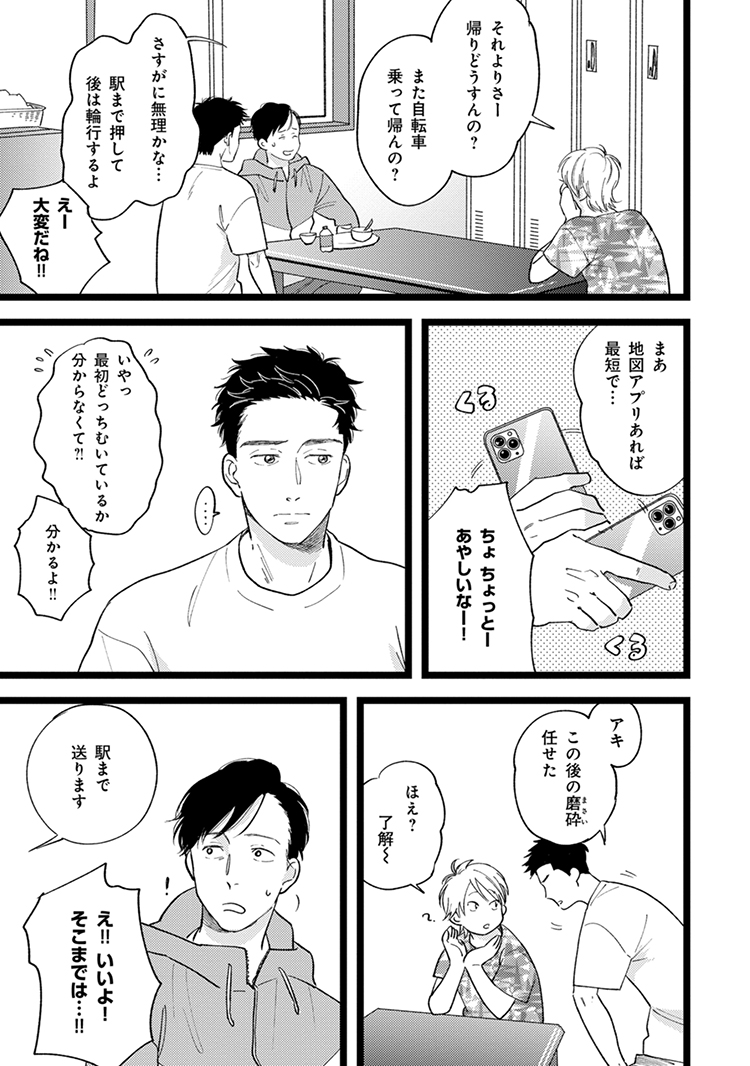 それよりさー
帰りどうすんの？
また自転車
乗って帰んの？
さすがに無理かな…
駅まで押して
後は輪行するよ
えー
大変だね!!
まあ
地図アプリあれば
最短で…
くる
くる
ちょ ちょっとー
あやしいなー！
……
いやっ
最初どっちむいているか
分からなくて?!
分かるよ!!
アキ
この後の磨砕
まさい
任せた
ほえ？
了解〜
?
駅まで
送ります
!
え!! いいよ！
そこまでは…!!